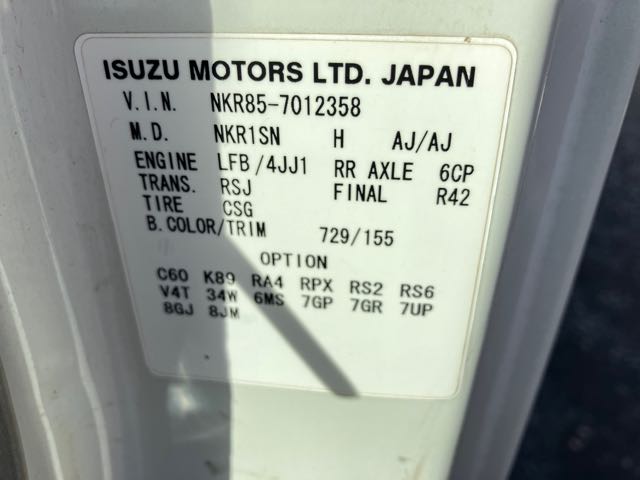 ISUZU MOTORS LTD. JAPAN
V.I.N. NKR85-7012358
M.D. NKR1SN H AJ/AJ
ENGINE LFB/4JJ1 RR AXLE 6CP
TRANS. RSJ FINAL R42
TIRE CSG
B.COLOR/TRIM 729/155
OPTION
C60 K89 RA4 RPX RS2 RS6
V4T 34W 6MS 7GP 7GR 7UP
8GJ 8JM